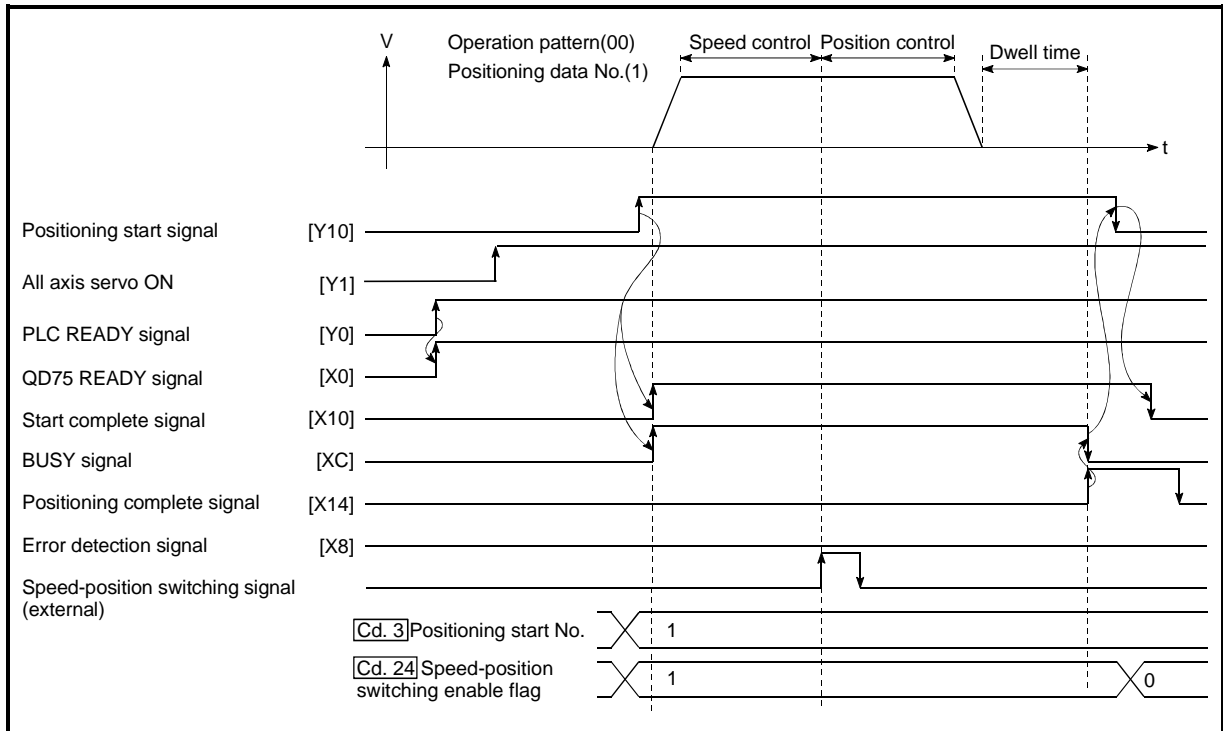 V
Operation pattern(00)
Positioning data No.(1)
Speed control
Position control
Dwell time
t
Positioning start signal [Y10]
All axis servo ON [Y1]
PLC READY signal [Y0]
QD75 READY signal [X0]
Start complete signal [X10]
BUSY signal [XC]
Positioning complete signal [X14]
Error detection signal [X8]
Speed-position switching signal
(external)
Cd. 3 Positioning start No. 1
Cd. 24 Speed-position
switching enable flag 1 0